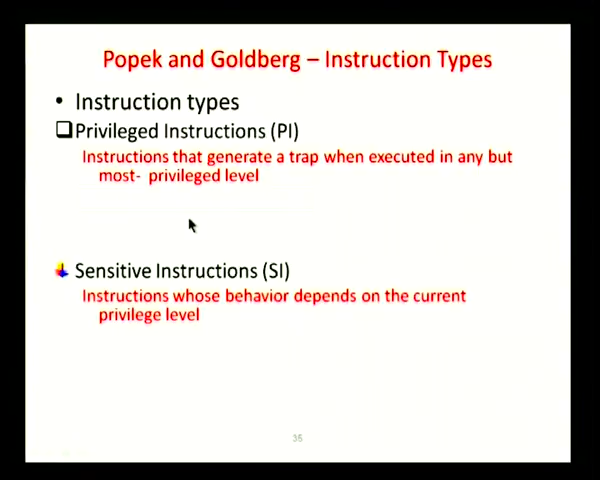 Popek and Goldberg – Instruction Types
• Instruction types
Privileged Instructions (PI)
Instructions that generate a trap when executed in any but
most- privileged level
Sensitive Instructions (SI)
Instructions whose behavior depends on the current
privilege level
35